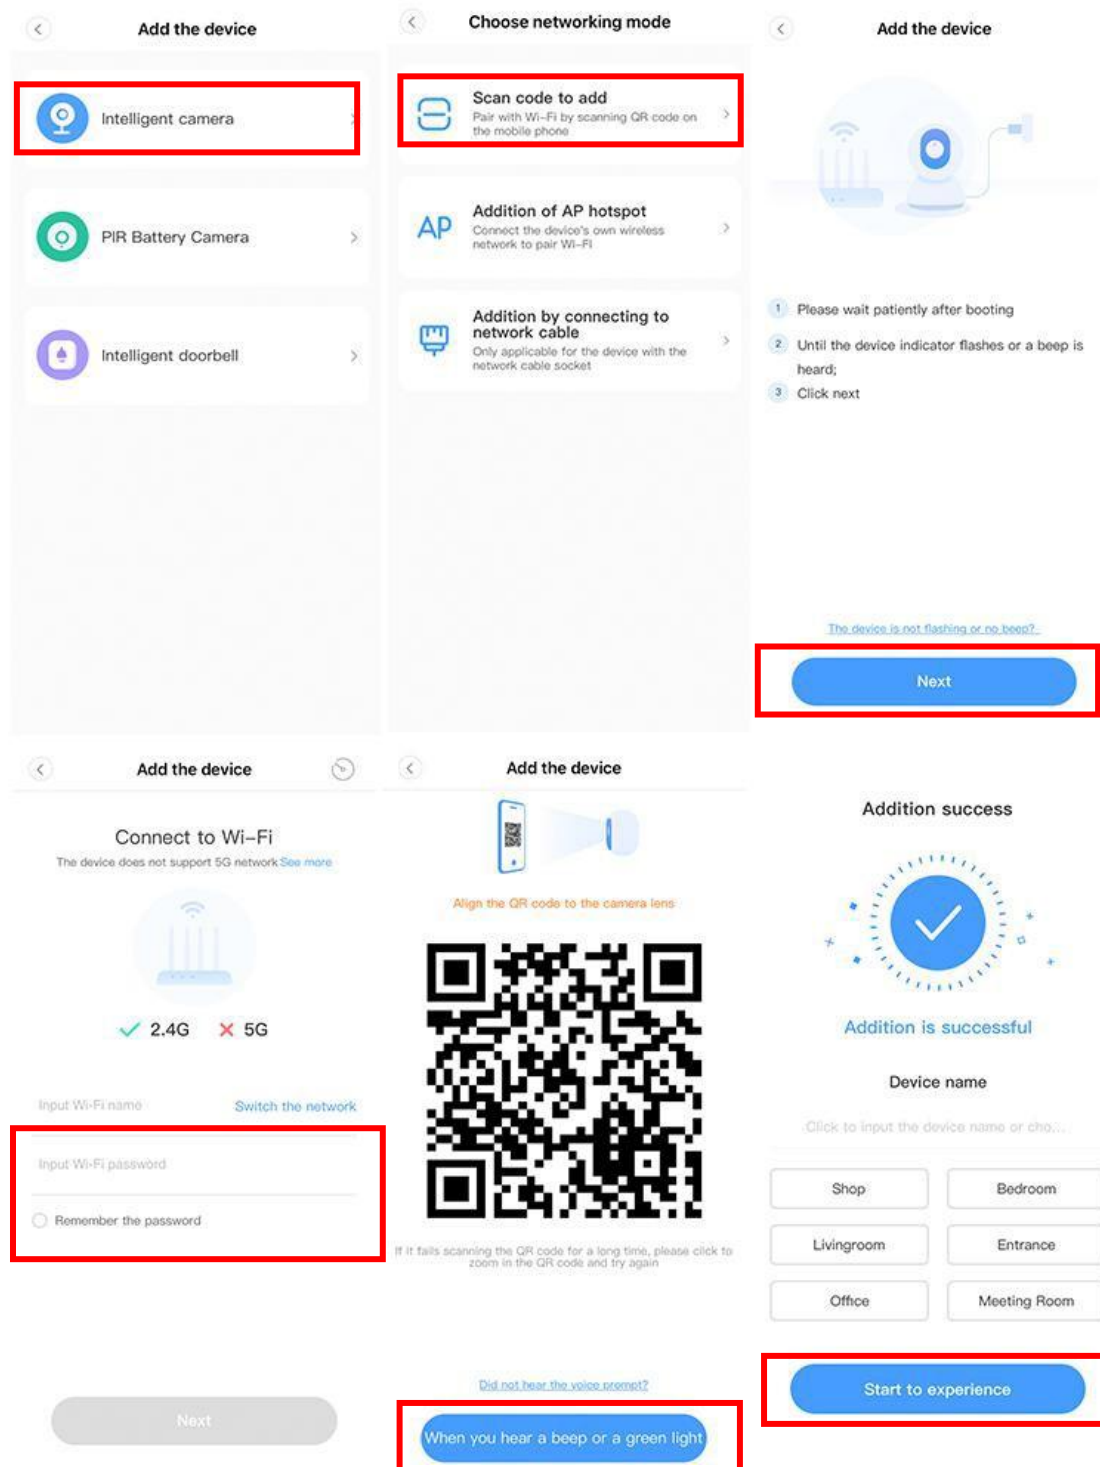 Add the device
Intelligent camera
PIR Battery Camera
Intelligent doorbell
Choose networking mode
Scan code to add
Pair with Wi-Fi by scanning QR code on
the mobile phone
AP
Addition of AP hotspot
Connect the device's own wireless
network to pair Wi-Fi
Addition by connecting to
network cable
Only applicable for the device with the
network cable socket
Add the device
1 Please wait patiently after booting
2 Until the device indicator flashes or a beep is
heard;
3 Click next
The device is not flashing or no beep?
Next
Add the device
Connect to Wi-Fi
The device does not support 5G network See more
2.4G 5G
Input Wi-Fi name Switch the network
Input Wi-Fi password
Remember the password
Next
Add the device
Align the QR code to the camera lens
If it fails scanning the QR code for a long time, please click to
zoom in the QR code and try again
Did not hear the voice prompt?
When you hear a beep or a green light
Addition success
Addition is successful
Device name
Click to input the device name or cho...
Shop Bedroom
Livingroom Entrance
Office Meeting Room
Start to experience